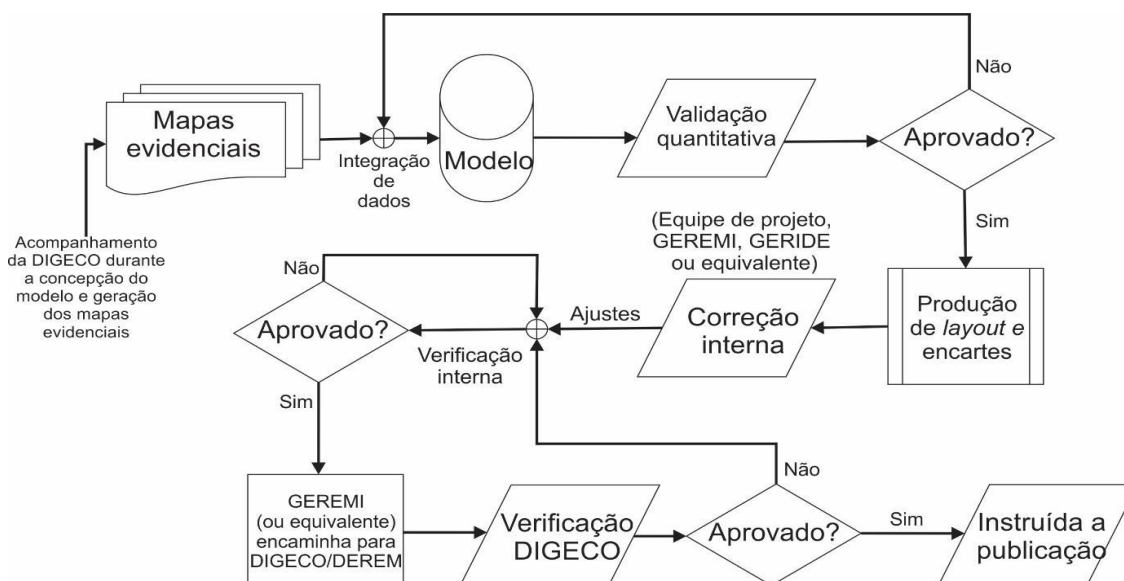 Não
Mapas
evidenciais
Integração
de
dados
Modelo
Validação
quantitativa
Aprovado?
Sim
Acompanhamento
da DIGECO durante
a concepção do
modelo e geração
dos mapas
evidenciais
(Equipe de projeto,
GEREMI, GERIDE
ou equivalente)
Produção
de layout e
encartes
Correção
interna
Ajustes
Não
Aprovado?
Verificação
interna
Sim
GEREMI
(ou equivalente)
encaminha para
DIGECO/DEREM
Verificação
DIGECO
Não
Aprovado?
Sim
Instruída a
publicação